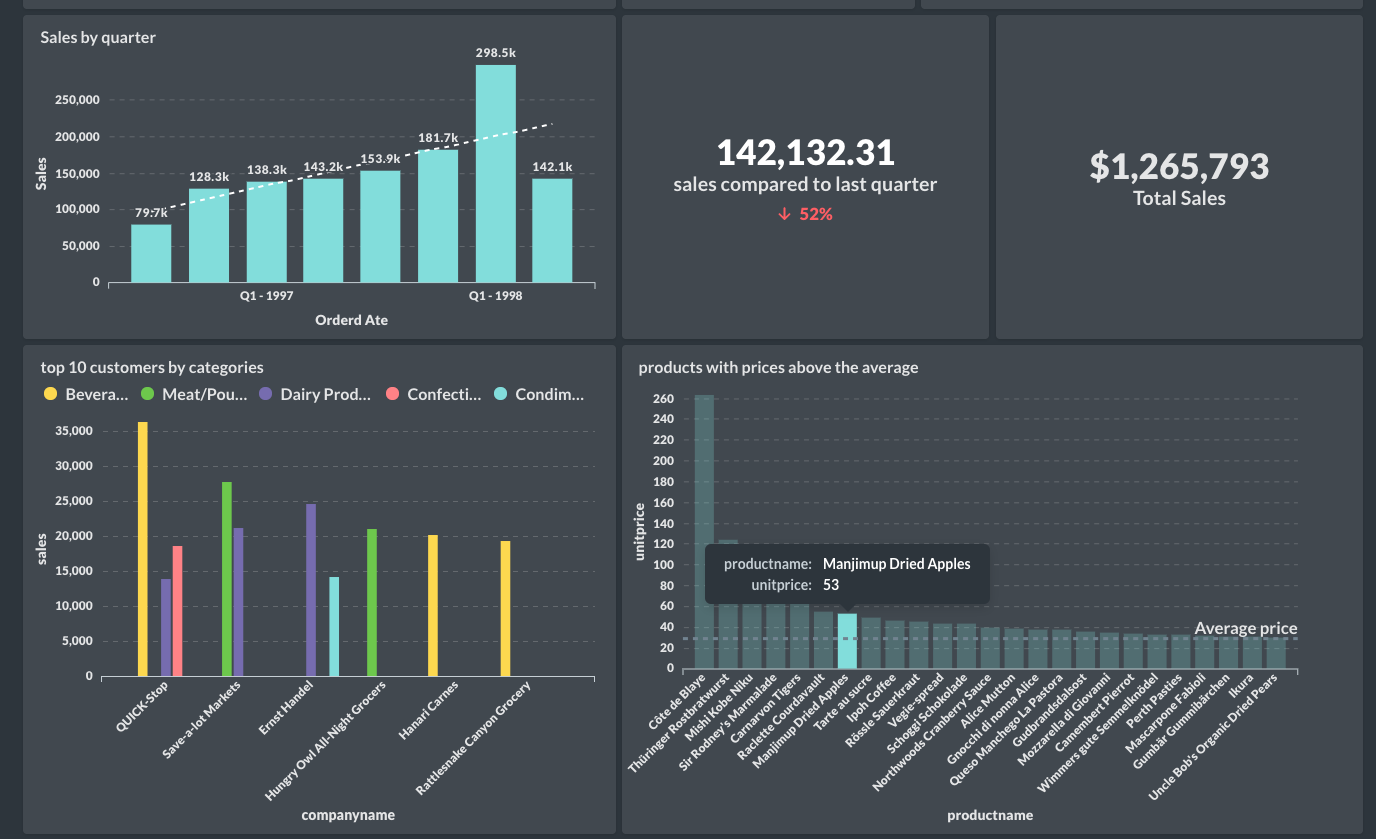 Sales by quarter
298.5k
250,000
200,000
181.7k
153.9k
143.2k
138.3k
128.3k
142.1k
150,000
100,000
79.7k
50,000
0
Sales
Q1 - 1997
Q1 - 1998
Orderd Ate
142,132.31
sales compared to last quarter
↓ 52%
$1,265,793
Total Sales
top 10 customers by categories
Bevera... Meat/Pou... Dairy Prod... Confecti... Condim...
35,000
30,000
25,000
20,000
15,000
10,000
5,000
0
sales
QUICK-Stop
Save-a-lot Markets
Ernst Handel
Hungry Owl All-Night Grocers
Hanari Carnes
Rattlesnake Canyon Grocery
companyname
products with prices above the average
260
240
220
200
180
160
140
120
100
80
60
40
20
0
unitprice
productname: Manjimup Dried Apples
unitprice: 53
Average price
Côte de Blaye
Thüringer Rostbratwurst
Mishi Kobe Niku
Sir Rodney's Marmalade
Carnarvon Tigers
Raclette Courdavault
Manjimup Dried Apples
Tarte au sucre
Ipoh Coffee
Rössle Sauerkraut
Vegie-spread
Schoggi Schokolade
Northwoods Cranberry Sauce
Alice Mutton
Gnocchi di nonna Alice
Queso Manchego La Pastora
Gudbrandsdalsost
Mozzarella di Giovanni
Camembert Pierrot
Wimmers gute Semmelknödel
Perth Pasties
Mascarpone Fabioli
Gumbär Gummibärchen
Ikura
Uncle Bob's Organic Dried Pears
productname